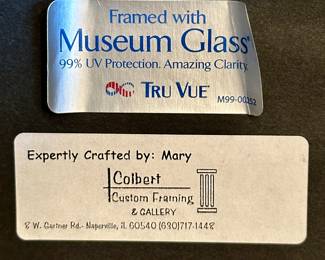 Framed with
Museum Glass®
99% UV Protection. Amazing Clarity.
TRU VUE®
M99-00252
Expertly Crafted by: Mary
Colbert
Custom Framing
& GALLERY
8 W. Gartner Rd.- Naperville, IL 60540 (630)717-1448